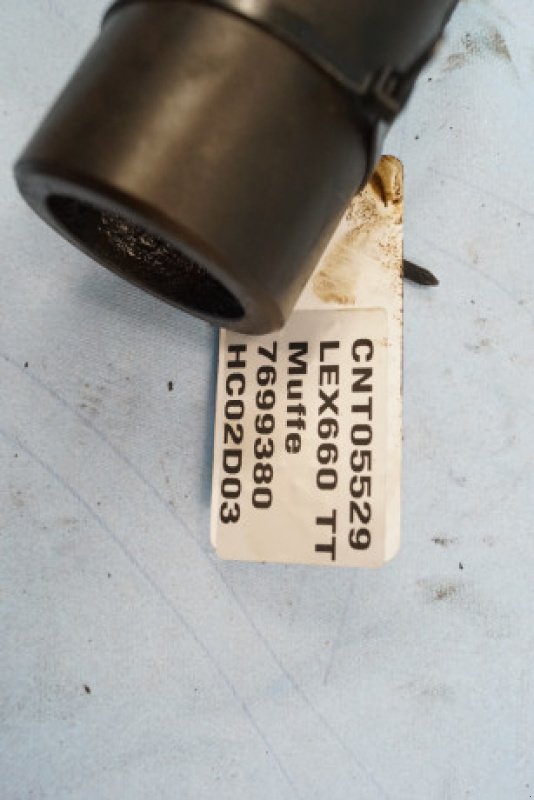 CNT05529
LEX660 TT
Muffe
7699380
HC02D03